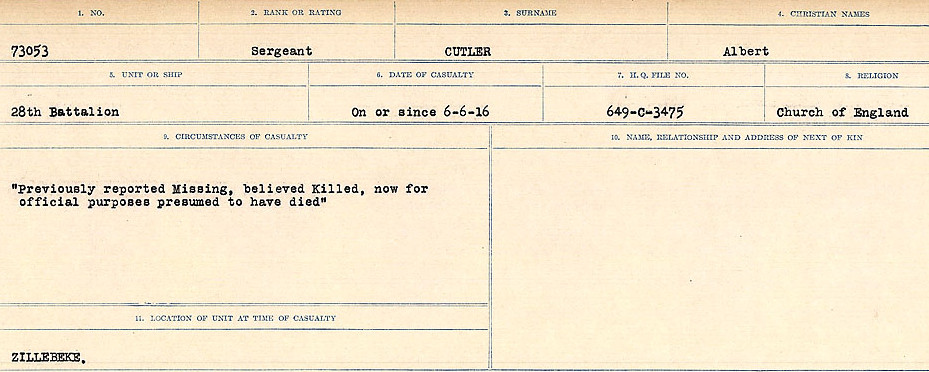 1. NO.
2. RANK OR RATING
3. SURNAME
4. CHRISTIAN NAMES
73053
Sergeant
CUTLER
Albert
5. UNIT OR SHIP
6. DATE OF CASUALTY
7. H. Q. FILE NO.
8. RELIGION
28th Battalion
On or since 6-6-16
649-C-3475
Church of England
9. CIRCUMSTANCES OF CASUALTY
10. NAME, RELATIONSHIP AND ADDRESS OF NEXT OF KIN
"Previously reported Missing, believed Killed, now for
official purposes presumed to have died"
11. LOCATION OF UNIT AT TIME OF CASUALTY
ZILLEBEKE.